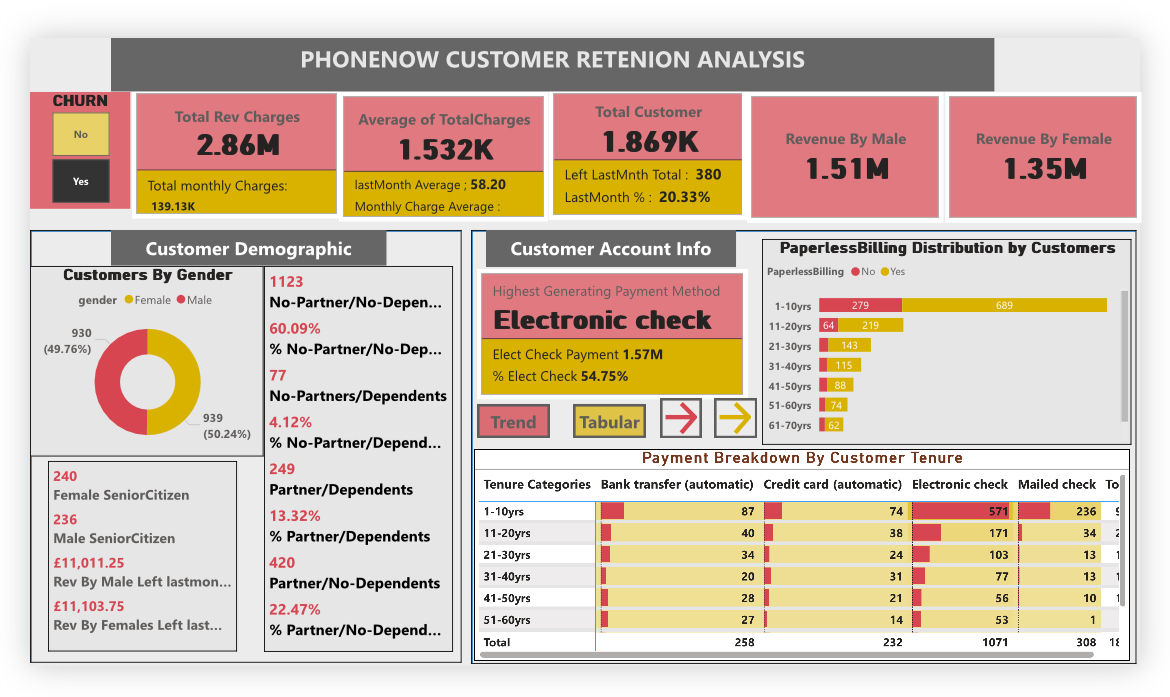 PHONENOW CUSTOMER RETENION ANALYSIS
CHURN
No
Yes
Total Rev Charges
2.86M
Total monthly Charges:
139.13K
Average of TotalCharges
1.532K
lastMonth Average ; 58.20
Monthly Charge Average :
Total Customer
1.869K
Left LastMnth Total : 380
LastMonth % : 20.33%
Revenue By Male
1.51M
Revenue By Female
1.35M
Customer Demographic
Customers By Gender
gender Female Male
930
(49.76%)
939
(50.24%)
240
Female SeniorCitizen
236
Male SeniorCitizen
£11,011.25
Rev By Male Left lastmon...
£11,103.75
Rev By Females Left last...
1123
No-Partner/No-Depen...
60.09%
% No-Partner/No-Dep...
77
No-Partners/Dependents
4.12%
% No-Partner/Depend...
249
Partner/Dependents
13.32%
% Partner/Dependents
420
Partner/No-Dependents
22.47%
% Partner/No-Depend...
Customer Account Info
Highest Generating Payment Method
Electronic check
Elect Check Payment 1.57M
% Elect Check 54.75%
Trend
Tabular
PaperlessBilling Distribution by Customers
PaperlessBilling No Yes
1-10yrs 279 689
11-20yrs 64 219
21-30yrs 143
31-40yrs 115
41-50yrs 88
51-60yrs 74
61-70yrs 62
Payment Breakdown By Customer Tenure
Tenure Categories Bank transfer (automatic) Credit card (automatic) Electronic check Mailed check To
1-10yrs 87 74 571 236
11-20yrs 40 38 171 34
21-30yrs 34 24 103 13
31-40yrs 20 31 77 13
41-50yrs 28 21 56 10
51-60yrs 27 14 53 1
Total 258 232 1071 308 18